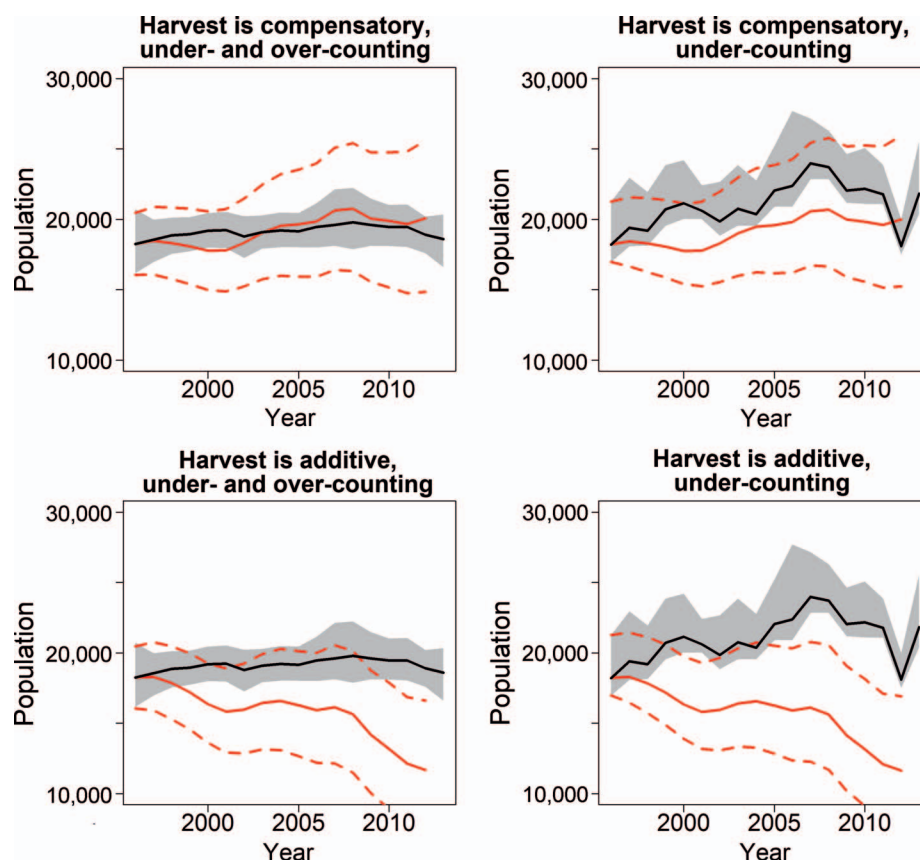 Harvest is compensatory,
under- and over-counting
30,000
20,000
10,000
Population
2000 2005 2010
Year
Harvest is compensatory,
under-counting
30,000
20,000
10,000
Population
2000 2005 2010
Year
Harvest is additive,
under- and over-counting
30,000
20,000
10,000
Population
2000 2005 2010
Year
Harvest is additive,
under-counting
30,000
20,000
10,000
Population
2000 2005 2010
Year